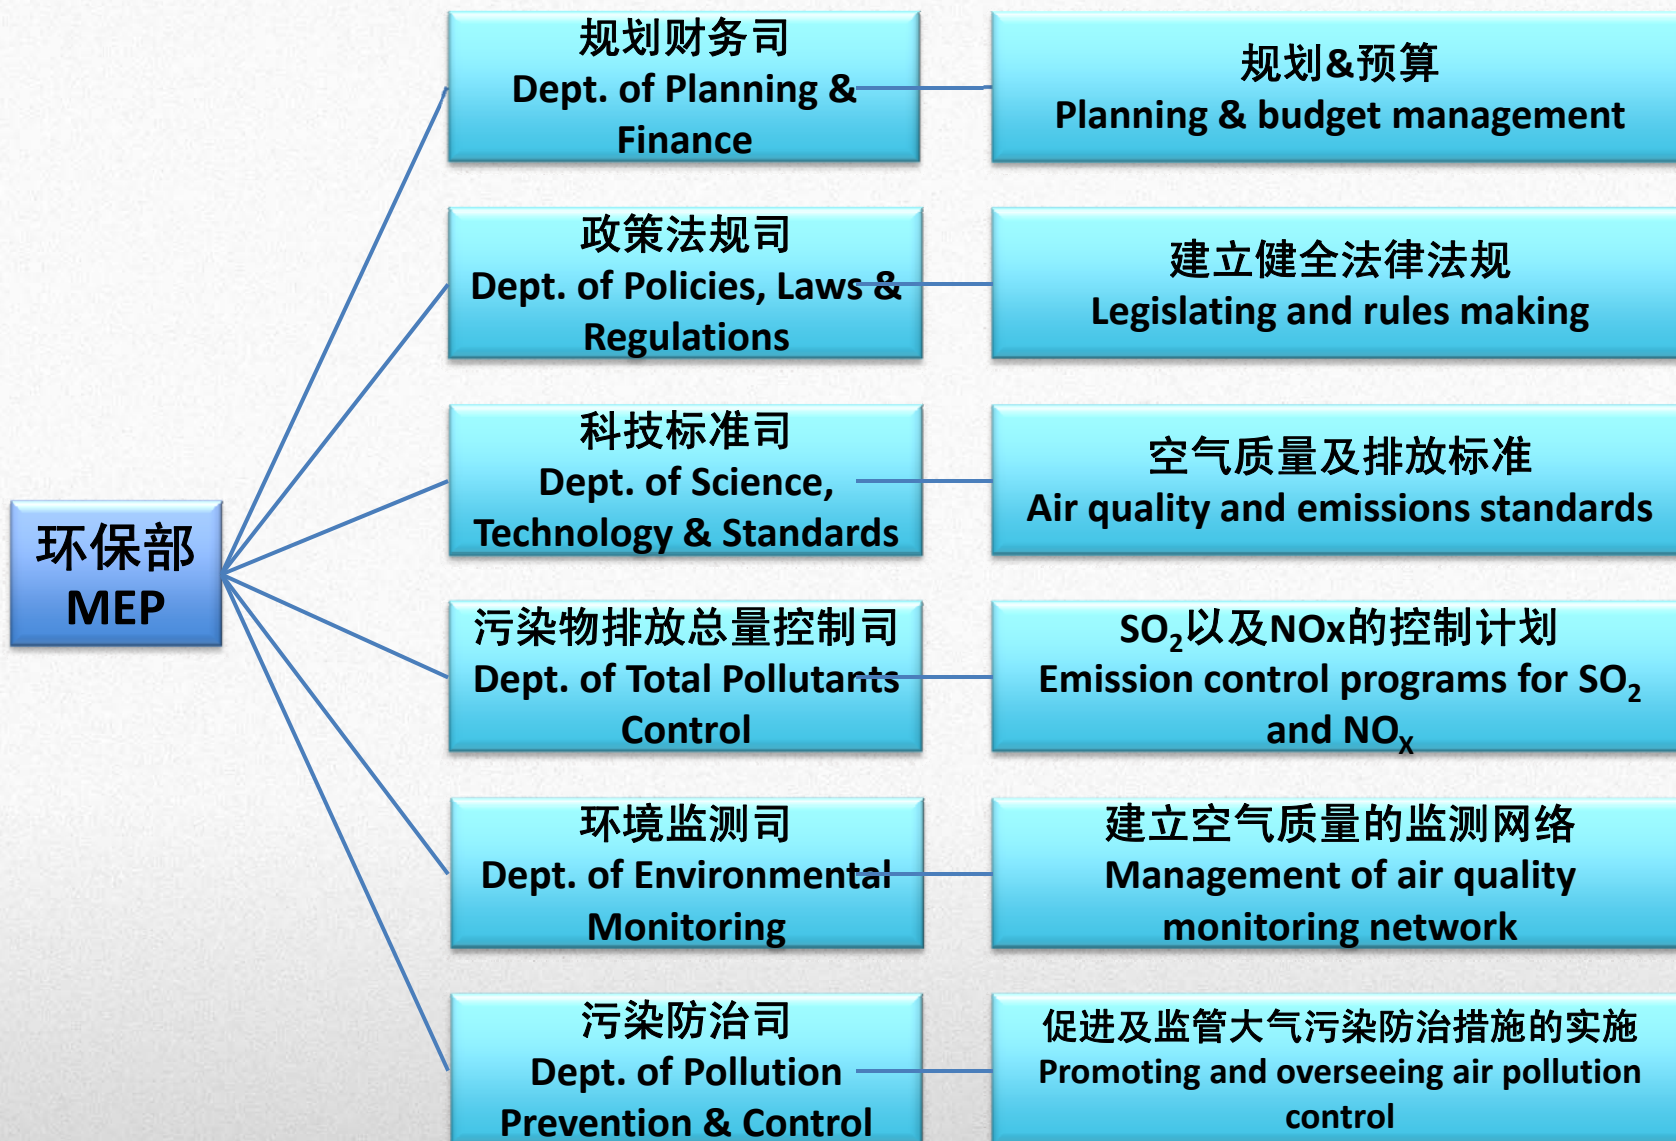 规划财务司
Dept. of Planning &
Finance
规划&预算
Planning & budget management
政策法规司
Dept. of Policies, Laws &
Regulations
建立健全法律法规
Legislating and rules making
科技标准司
Dept. of Science,
Technology & Standards
空气质量及排放标准
Air quality and emissions standards
环保部
MEP
污染物排放总量控制司
Dept. of Total Pollutants
Control
SO₂以及NOx的控制计划
Emission control programs for SO₂
and NOₓ
环境监测司
Dept. of Environmental
Monitoring
建立空气质量的监测网络
Management of air quality
monitoring network
污染防治司
Dept. of Pollution
Prevention & Control
促进及监管大气污染防治措施的实施
Promoting and overseeing air pollution
control